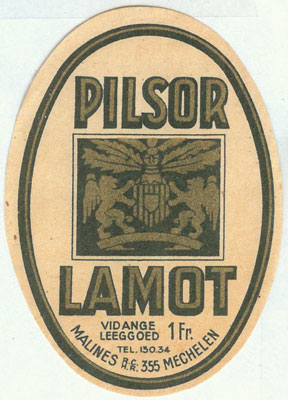 PILSOR
LAMOT
VIDANGE
LEEGGOED 1 Fr.
TEL. 130.34
MALINES R.C. H.R. 355 MECHELEN